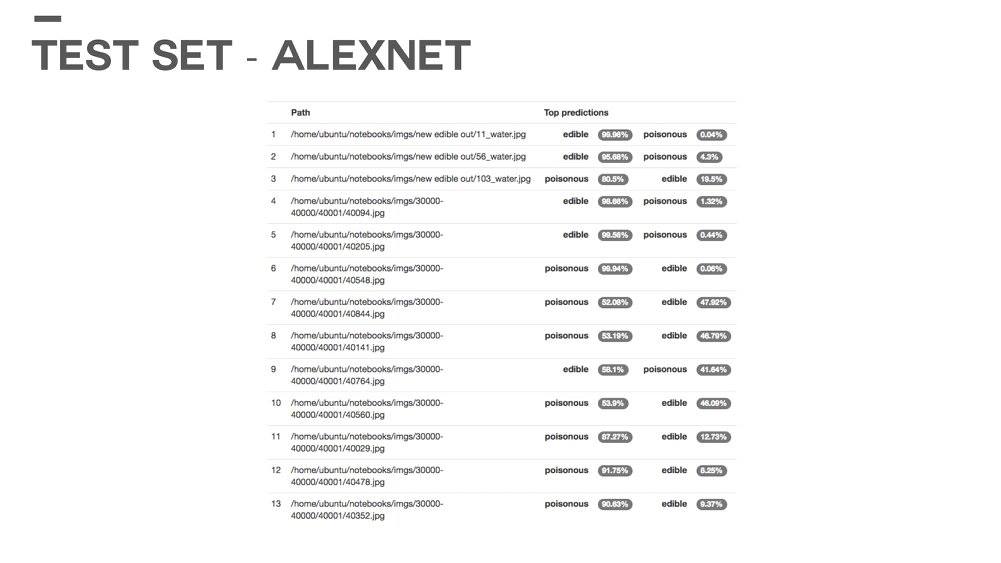 TEST SET - ALEXNET
Path Top predictions
1 /home/ubuntu/notebooks/imgs/new edible out/11_water.jpg edible 99.96% poisonous 0.04%
2 /home/ubuntu/notebooks/imgs/new edible out/56_water.jpg edible 95.68% poisonous 4.3%
3 /home/ubuntu/notebooks/imgs/new edible out/103_water.jpg poisonous 80.5% edible 19.5%
4 /home/ubuntu/notebooks/imgs/30000- edible 98.68% poisonous 1.32%
40000/40001/40094.jpg
5 /home/ubuntu/notebooks/imgs/30000- edible 99.56% poisonous 0.44%
40000/40001/40205.jpg
6 /home/ubuntu/notebooks/imgs/30000- poisonous 99.94% edible 0.06%
40000/40001/40548.jpg
7 /home/ubuntu/notebooks/imgs/30000- poisonous 52.08% edible 47.92%
40000/40001/40844.jpg
8 /home/ubuntu/notebooks/imgs/30000- poisonous 53.19% edible 46.79%
40000/40001/40141.jpg
9 /home/ubuntu/notebooks/imgs/30000- edible 58.1% poisonous 41.64%
40000/40001/40764.jpg
10 /home/ubuntu/notebooks/imgs/30000- poisonous 53.9% edible 46.09%
40000/40001/40560.jpg
11 /home/ubuntu/notebooks/imgs/30000- poisonous 87.27% edible 12.73%
40000/40001/40029.jpg
12 /home/ubuntu/notebooks/imgs/30000- poisonous 91.75% edible 8.25%
40000/40001/40478.jpg
13 /home/ubuntu/notebooks/imgs/30000- poisonous 90.63% edible 9.37%
40000/40001/40352.jpg